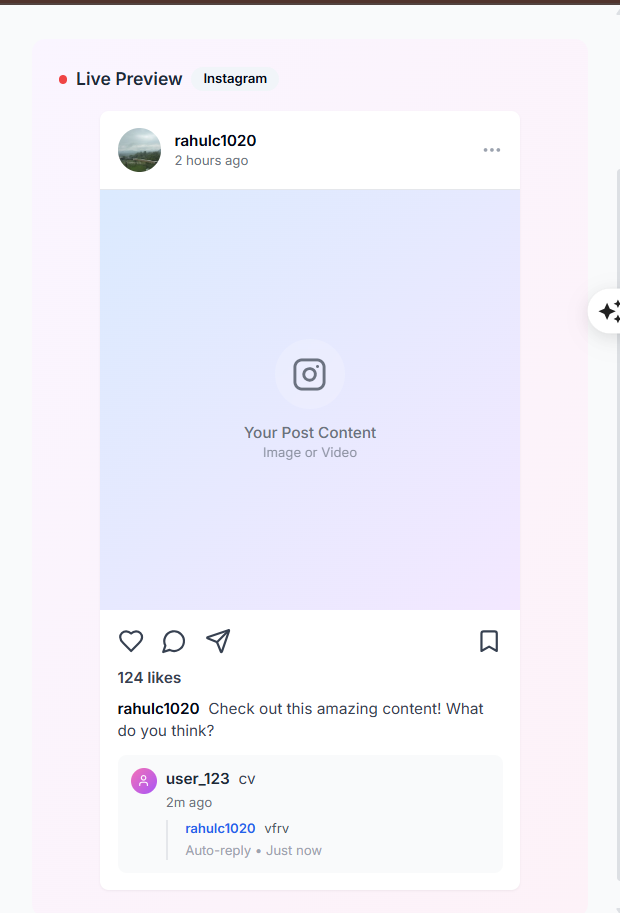 Live Preview Instagram
rahulc1020
2 hours ago
Your Post Content
Image or Video
124 likes
rahulc1020 Check out this amazing content! What
do you think?
user_123 cv
2m ago
rahulc1020 vfrv
Auto-reply • Just now